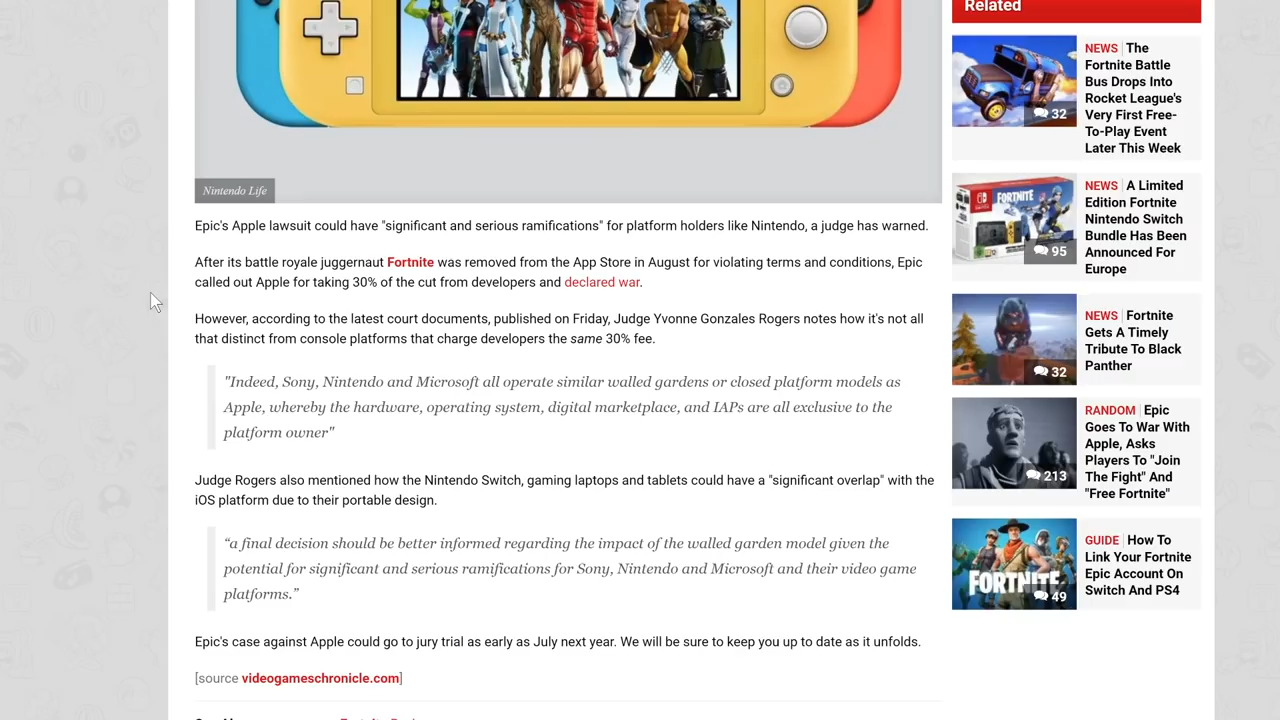 Nintendo Life
Epic's Apple lawsuit could have "significant and serious ramifications" for platform holders like Nintendo, a judge has warned.
After its battle royale juggernaut Fortnite was removed from the App Store in August for violating terms and conditions, Epic
called out Apple for taking 30% of the cut from developers and declared war.
However, according to the latest court documents, published on Friday, Judge Yvonne Gonzales Rogers notes how it's not all
that distinct from console platforms that charge developers the same 30% fee.
"Indeed, Sony, Nintendo and Microsoft all operate similar walled gardens or closed platform models as
Apple, whereby the hardware, operating system, digital marketplace, and IAPs are all exclusive to the
platform owner"
Judge Rogers also mentioned how the Nintendo Switch, gaming laptops and tablets could have a "significant overlap" with the
iOS platform due to their portable design.
“a final decision should be better informed regarding the impact of the walled garden model given the
potential for significant and serious ramifications for Sony, Nintendo and Microsoft and their video game
platforms.”
Epic's case against Apple could go to jury trial as early as July next year. We will be sure to keep you up to date as it unfolds.
[source videogameschronicle.com]
Related
NEWS The
Fortnite Battle
Bus Drops Into
Rocket League's
Very First Free-
To-Play Event
Later This Week
32
NEWS A Limited
Edition Fortnite
Nintendo Switch
Bundle Has Been
Announced For
Europe
FORTNITE
95
NEWS Fortnite
Gets A Timely
Tribute To Black
Panther
32
RANDOM Epic
Goes To War With
Apple, Asks
Players To "Join
The Fight" And
"Free Fortnite"
213
GUIDE How To
Link Your Fortnite
Epic Account On
Switch And PS4
FORTNITE
49